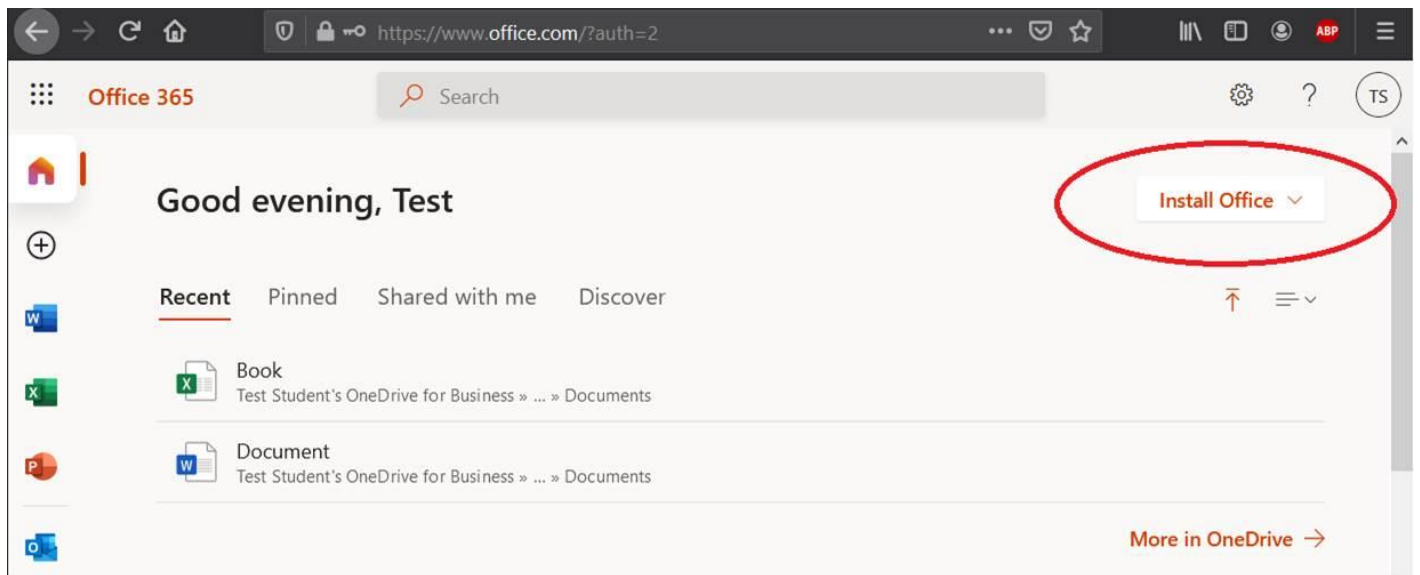 https://www.office.com/?auth=2
ABP
Office 365
Search
?
TS
Good evening, Test
Install Office
Recent Pinned Shared with me Discover
W
X
Book
Test Student's OneDrive for Business » ... » Documents
X
P
W
Document
Test Student's OneDrive for Business » ... » Documents
O
More in OneDrive →